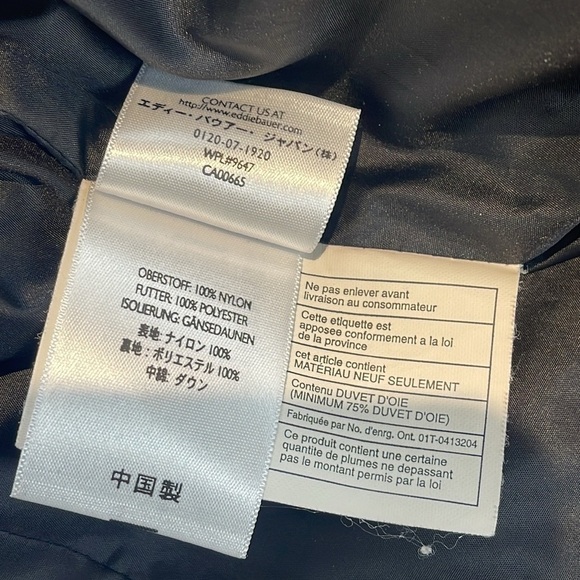 CONTACT US AT
http://www.eddiebauer.com
エディー・バウアー・ジャパン(株)
0120-07-1920
WPL#9647
CA00665
OBERSTOFF: 100% NYLON
FUTTER: 100% POLYESTER
ISOLIERUNG: GÄNSEDAUNEN
表地:ナイロン 100%
裏地:ポリエステル 100%
中綿:ダウン
中国製
Ne pas enlever avant
livraison au consommateur
Cette etiquette est
apposee conformement a la loi
de la province
cet article contient
MATÉRIAU NEUF SEULEMENT
Contenu DUVET D'OIE
(MINIMUM 75% DUVET D'OIE)
Fabriquée par No. d'enrg. Ont. 01T-0413204
Ce produit contient une certaine
quantite de plumes ne depassant
pas le montant permis par la loi